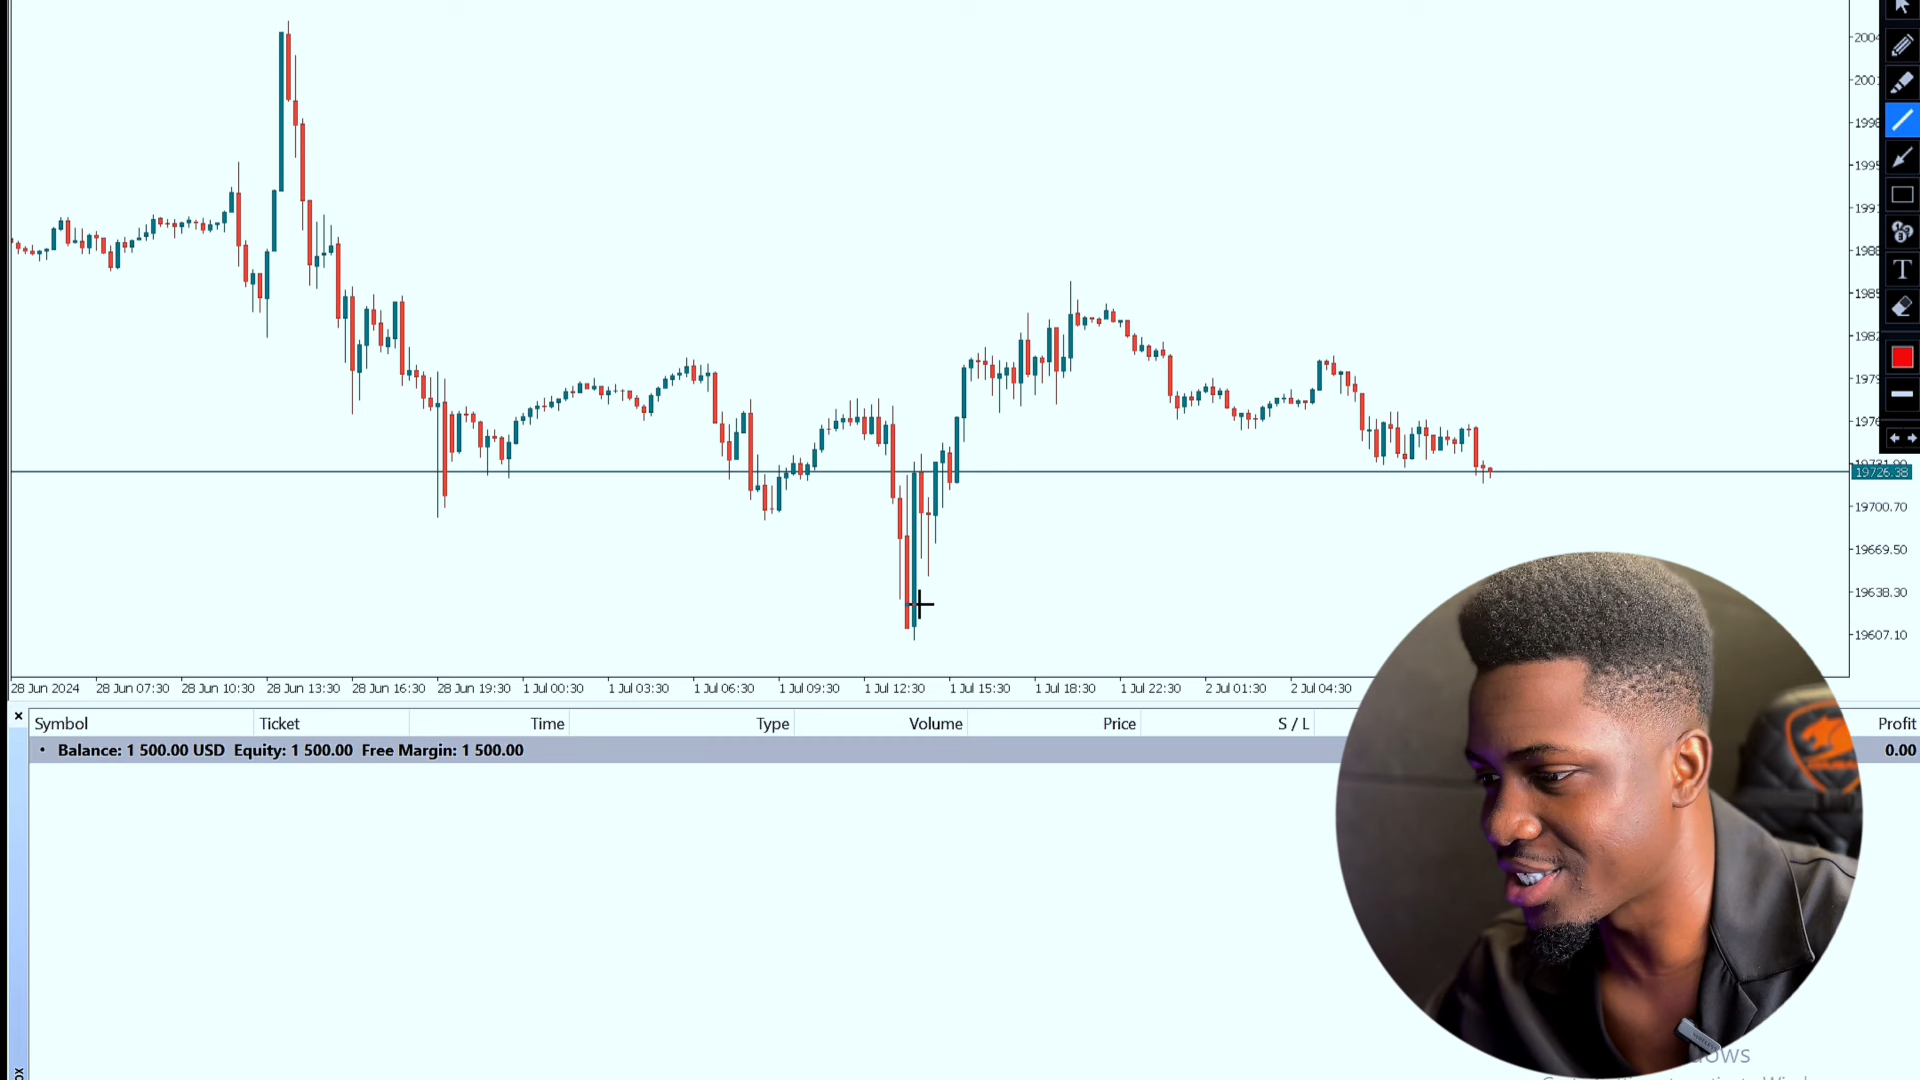 19726.38
19700.70
19669.50
19638.30
19607.10
28 Jun 2024 28 Jun 07:30 28 Jun 10:30 28 Jun 13:30 28 Jun 16:30 28 Jun 19:30 1 Jul 00:30 1 Jul 03:30 1 Jul 06:30 1 Jul 09:30 1 Jul 12:30 1 Jul 15:30 1 Jul 18:30 1 Jul 22:30 2 Jul 01:30 2 Jul 04:30
Symbol Ticket Time Type Volume Price S / L Profit
Balance: 1 500.00 USD Equity: 1 500.00 Free Margin: 1 500.00 0.00